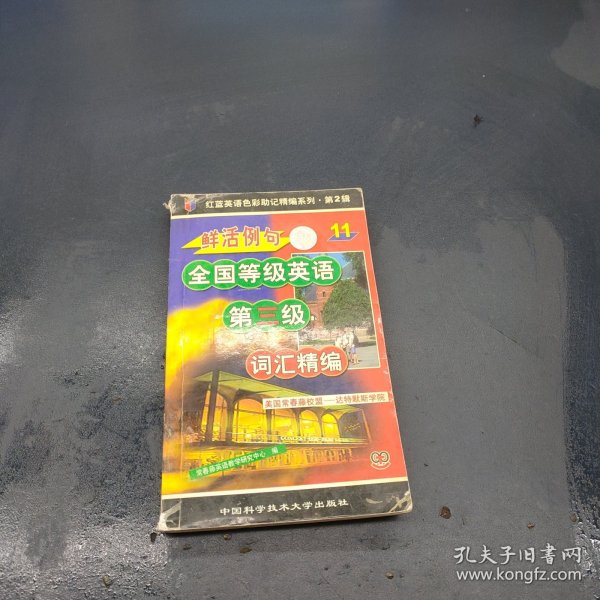 红蓝英语色彩助记精编系列·第2辑
鲜活例句
11
全国等级英语
第三级
词汇精编
美国常春藤校盟——达特默斯学院
常春藤英语教学研究中心 编
中国科学技术大学出版社
孔夫子旧书网
www.kongfz.com